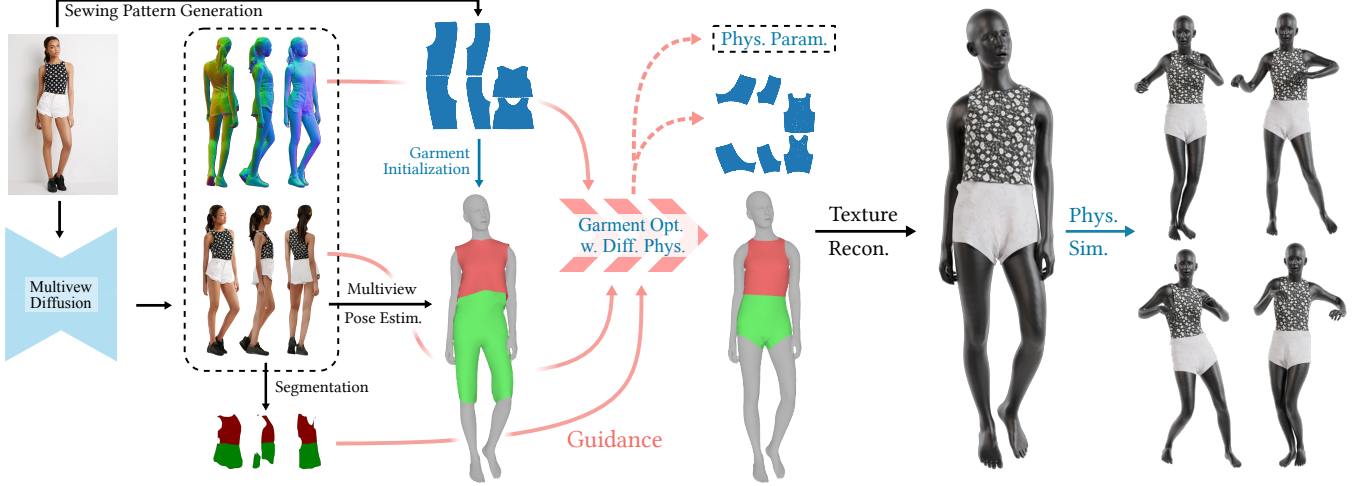 Sewing Pattern Generation
Phys. Param.
Garment
Initialization
Multivew
Diffusion
Multiview
Pose Estim.
Garment Opt.
w. Diff. Phys.
Texture
Recon.
Phys.
Sim.
Segmentation
Guidance